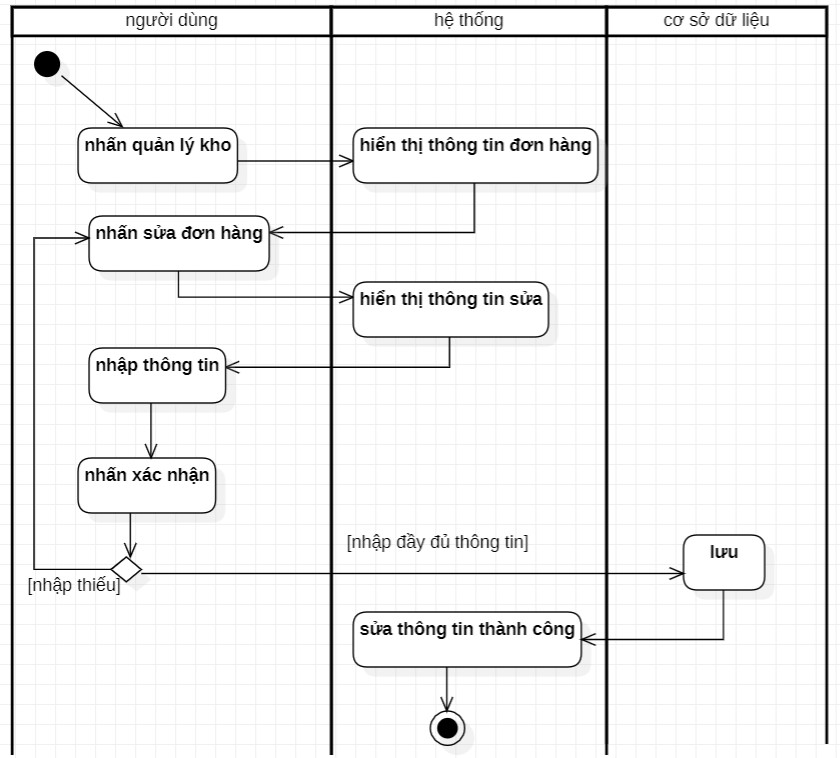 người dùng
hệ thống
cơ sở dữ liệu
nhấn quản lý kho
hiển thị thông tin đơn hàng
nhấn sửa đơn hàng
hiển thị thông tin sửa
nhập thông tin
nhấn xác nhận
[nhập đầy đủ thông tin]
lưu
[nhập thiếu]
sửa thông tin thành công